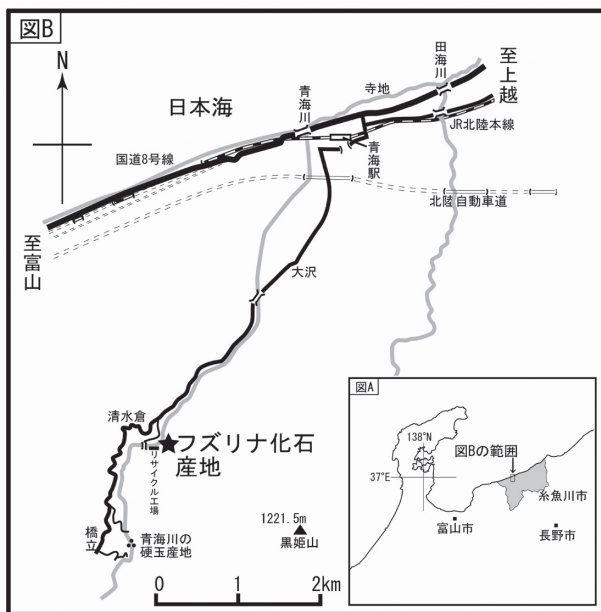 図B
N
日本海
国道8号線
青海川
寺地
田海川
至上越
JR北陸本線
青海駅
北陸自動車道
至富山
大沢
清水倉
フズリナ化石
産地
リサイクル工場
橋立
青海川の
硬玉産地
1221.5m
黒姫山
0 1 2km
図A
138°N
37°E
図Bの範囲
糸魚川市
富山市
長野市